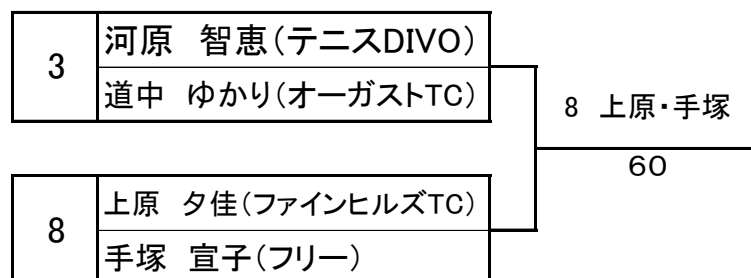 3
河原　智恵(テニスDIVO)
道中　ゆかり(オーガストTC)
8　上原・手塚
60
8
上原　夕佳(ファインヒルズTC)
手塚　宣子(フリー)